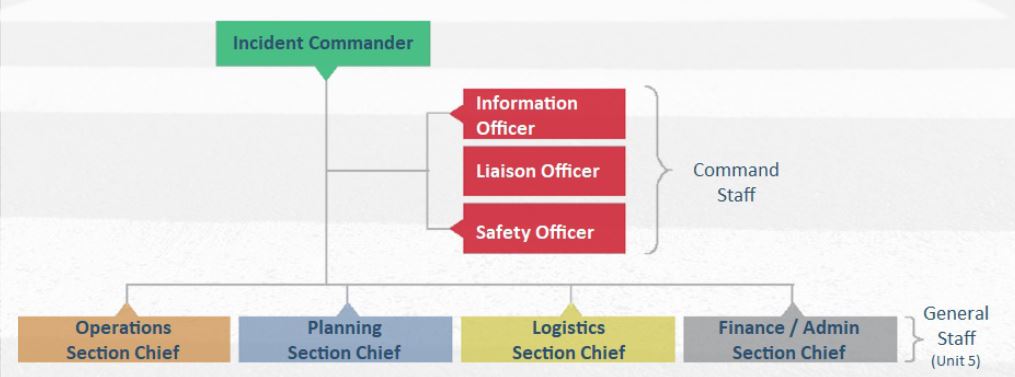 Incident Commander
Information
Officer
Liaison Officer
Safety Officer
Command
Staff
Operations
Section Chief
Planning
Section Chief
Logistics
Section Chief
Finance / Admin
Section Chief
General
Staff
(Unit 5)